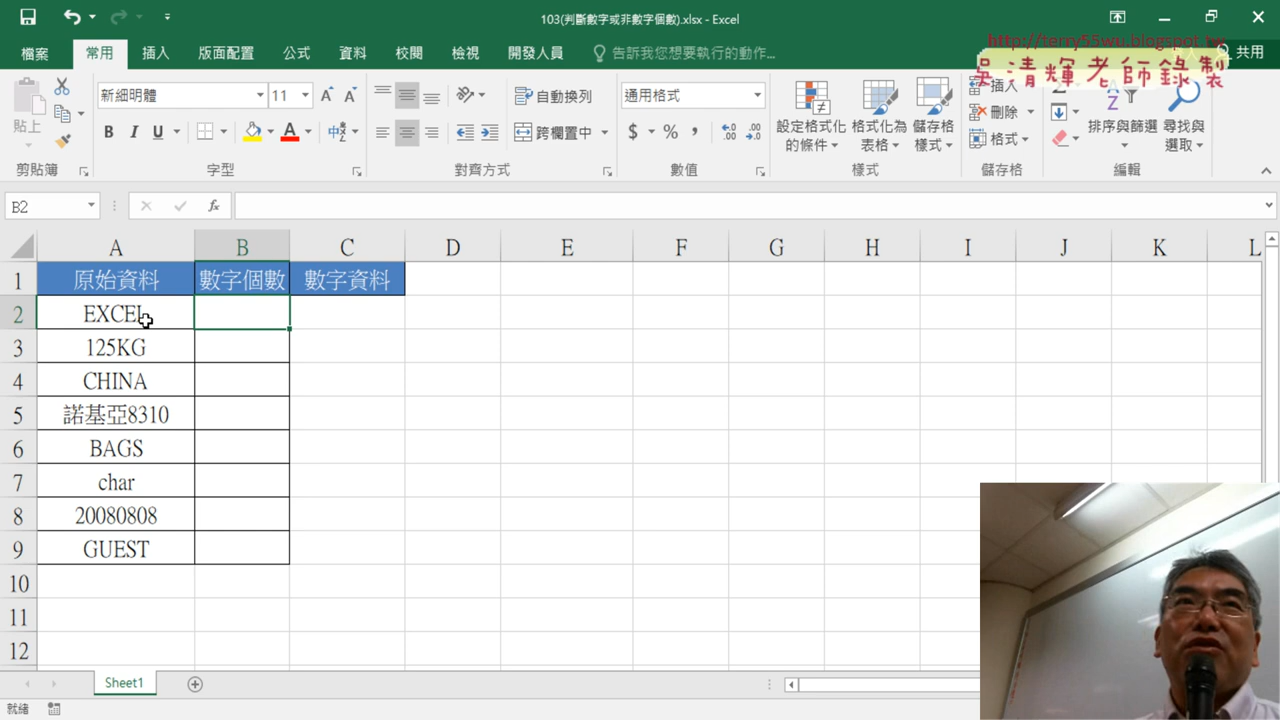 103(判斷數字或非數字個數).xlsx - Excel
http://terry55wu.blogspot.tw
吳清輝老師錄製
檔案 常用 插入 版面配置 公式 資料 校閱 檢視 開發人員 告訴我您想要執行的動作... 共用
新細明體 11 自動換列 通用格式
貼上 B I U A 中 跨欄置中 $ % , 設定格式化的條件 格式化為表格 儲存格樣式 插入 刪除 格式 排序與篩選 尋找與選取
剪貼簿 字型 對齊方式 數值 樣式 儲存格 編輯
B2 fx
A B C D E F G H I J K L
1 原始資料 數字個數 數字資料
2 EXCEL
3 125KG
4 CHINA
5 諾基亞8310
6 BAGS
7 char
8 20080808
9 GUEST
10
11
12
Sheet1
就緒